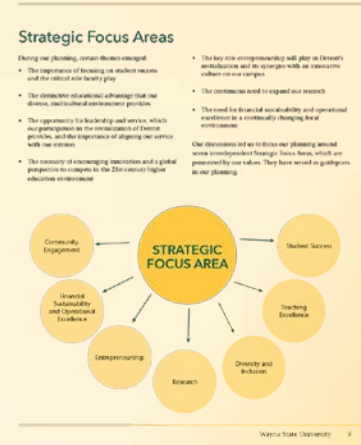 Strategic Focus Areas
During our planning, certain themes emerged:
• The importance of focusing on student success
and the critical role faculty play
• The distinctive educational advantage that our
diverse, multicultural environment provides
• The opportunity for leadership and service, which
our participation in the revitalization of Detroit
provides, and the importance of aligning our service
with our mission
• The necessity of encouraging innovation and a global
perspective to compete in the 21st century higher
education environment
• The key role entrepreneurship will play in Detroit's
revitalization and its synergies with an innovative
culture on our campus
• The continuous need to expand our research
• The need for financial sustainability and operational
excellence in a continually changing fiscal
environment
Our discussions led us to focus our planning around
seven interdependent Strategic Focus Areas, which are
permeated by our values. They have served as guideposts
in our planning.
STRATEGIC
FOCUS AREA
Community
Engagement
Student Success
Financial
Sustainability
and Operational
Excellence
Teaching
Excellence
Entrepreneurship
Diversity and
Inclusion
Research
Wayne State University 9